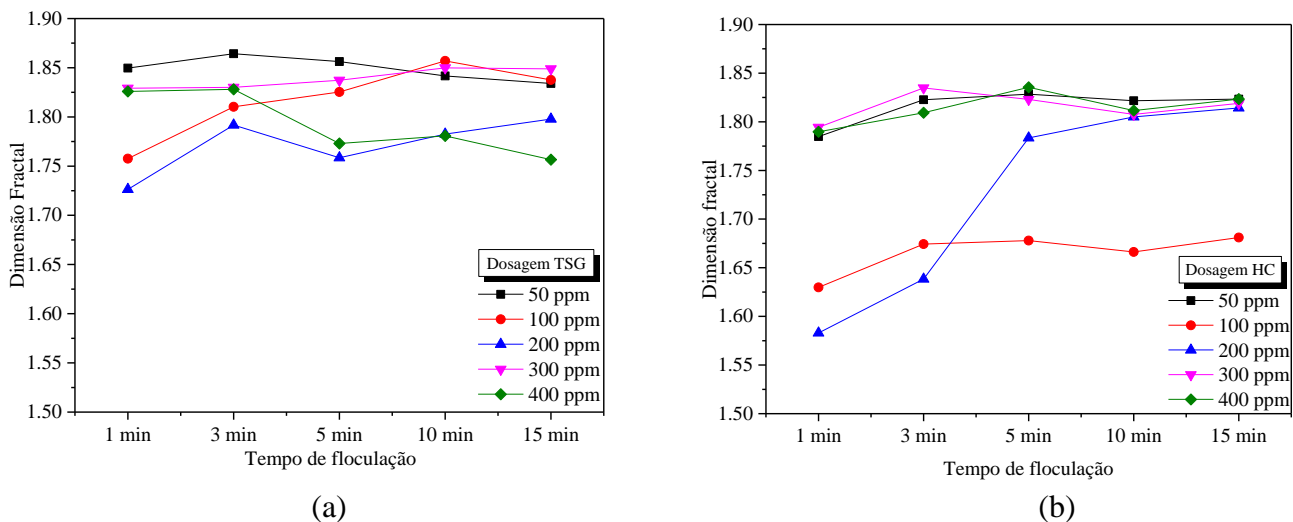 1.90
1.85
1.80
1.75
1.70
1.65
1.60
1.55
1.50
Dimensão Fractal
Dosagem TSG
50 ppm
100 ppm
200 ppm
300 ppm
400 ppm
1 min 3 min 5 min 10 min 15 min
Tempo de floculação
(a)
1.90
1.85
1.80
1.75
1.70
1.65
1.60
1.55
1.50
Dimensão fractal
Dosagem HC
50 ppm
100 ppm
200 ppm
300 ppm
400 ppm
1 min 3 min 5 min 10 min 15 min
Tempo de floculação
(b)